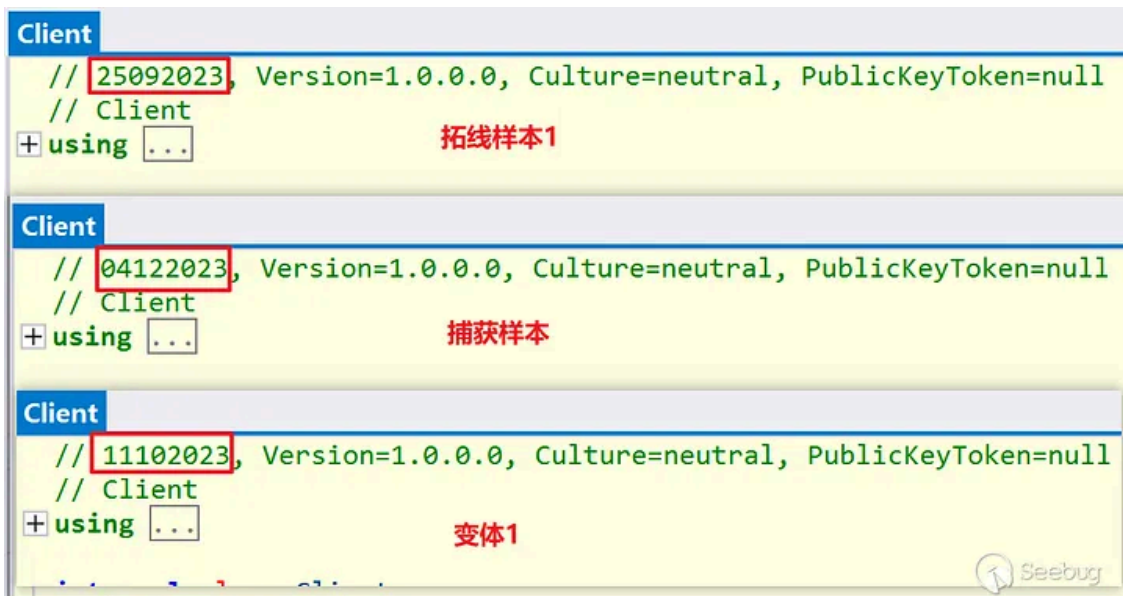 Client
// 25092023, Version=1.0.0.0, Culture=neutral, PublicKeyToken=null
// Client
using ...
拓线样本1
Client
// 04122023, Version=1.0.0.0, Culture=neutral, PublicKeyToken=null
// Client
using ...
捕获样本
Client
// 11102023, Version=1.0.0.0, Culture=neutral, PublicKeyToken=null
// Client
using ...
变体1
Seebug